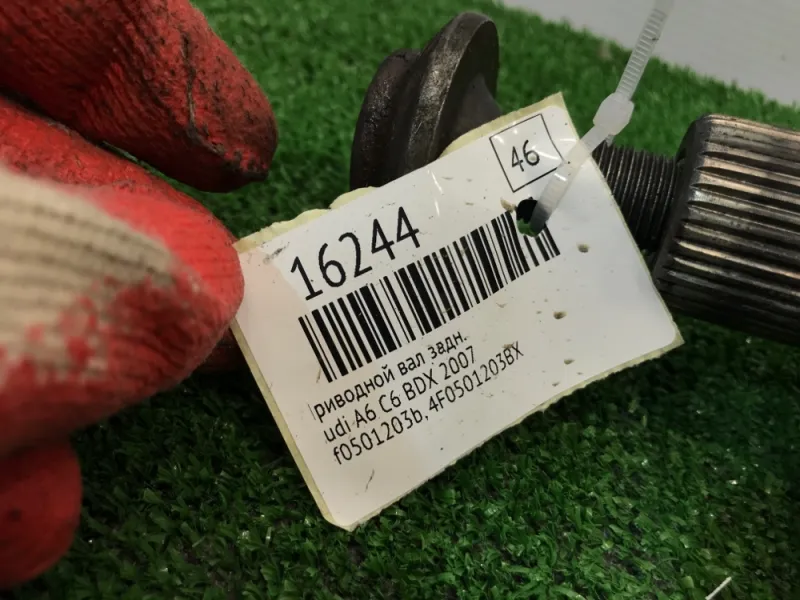 46
16244
риводной вал задн.
udi A6 C6 BDX 2007
f0501203b, 4F0501203BX